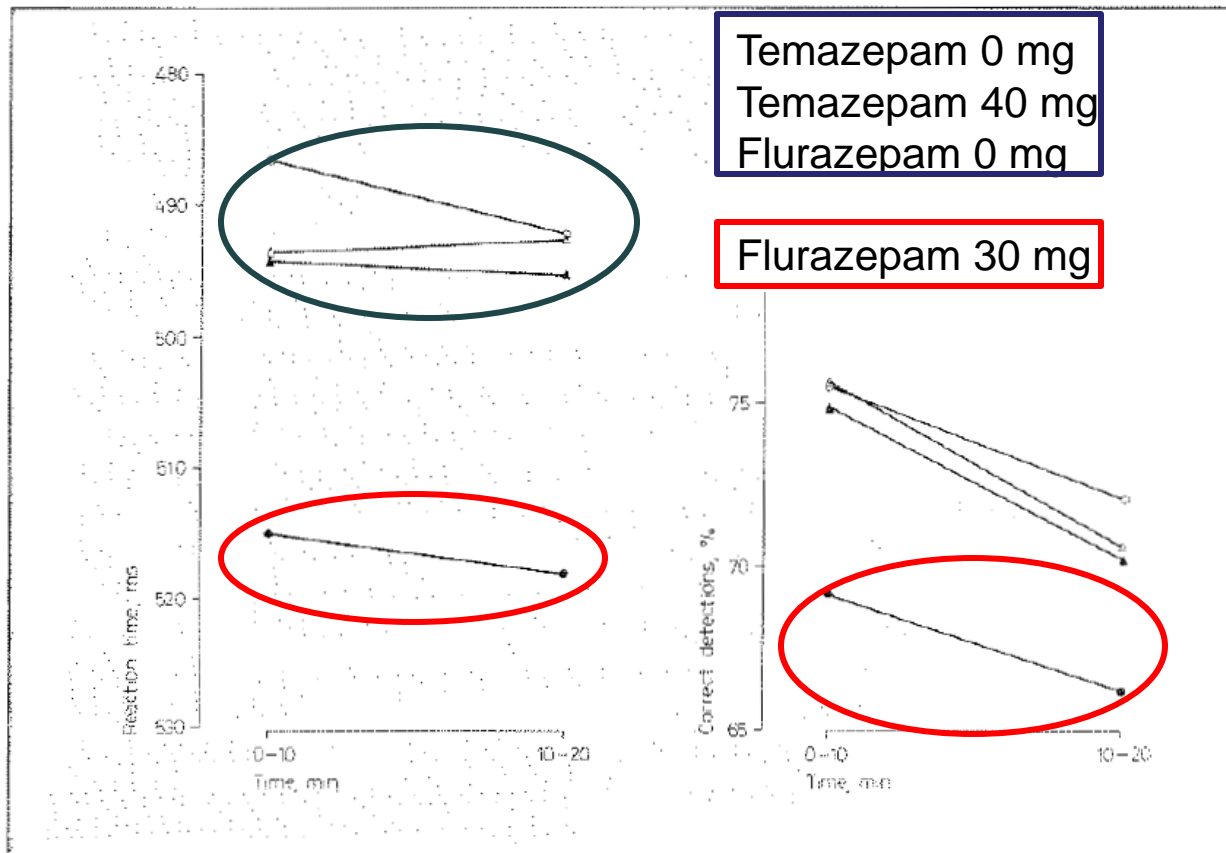 Temazepam 0 mg
Temazepam 40 mg
Flurazepam 0 mg
Flurazepam 30 mg
480
490
500
510
520
530
Reaction time, ms
0–10
10–20
Time, min
75
70
65
Correct detections, %
0–10
10–20
Time, min